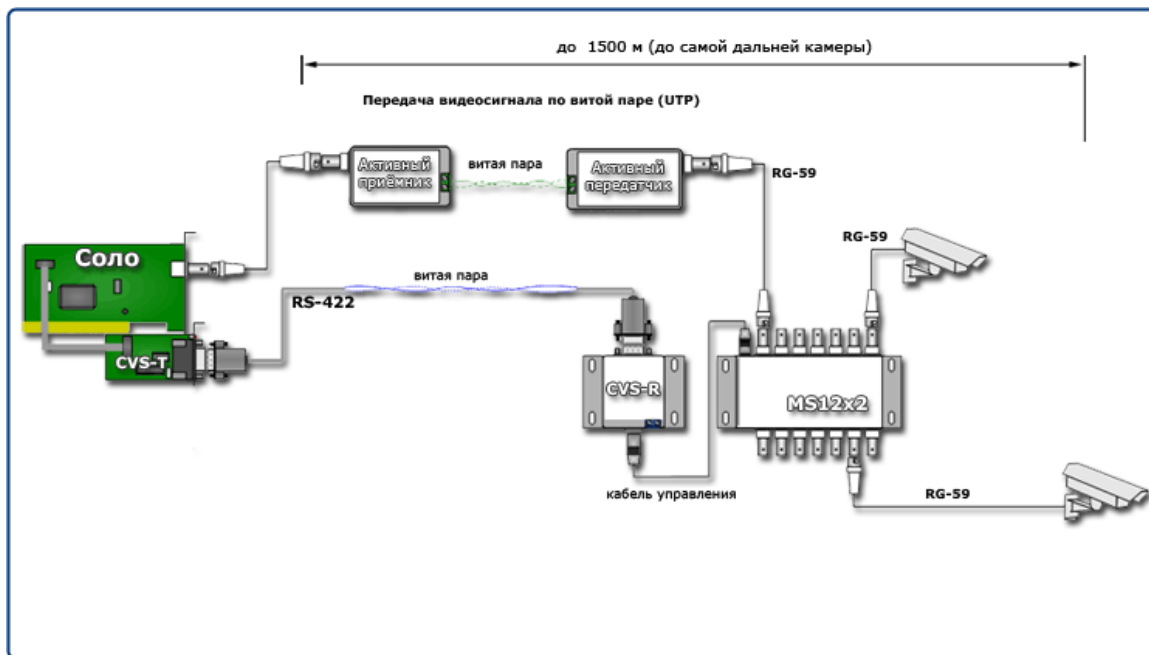 до 1500 м (до самой дальней камеры)
Передача видеосигнала по витой паре (UTP)
Активный
приёмник
витая пара
Активный
передатчик
RG-59
RG-59
Соло
витая пара
RS-422
CVS-T
CVS-R
MS12x2
кабель управления
RG-59